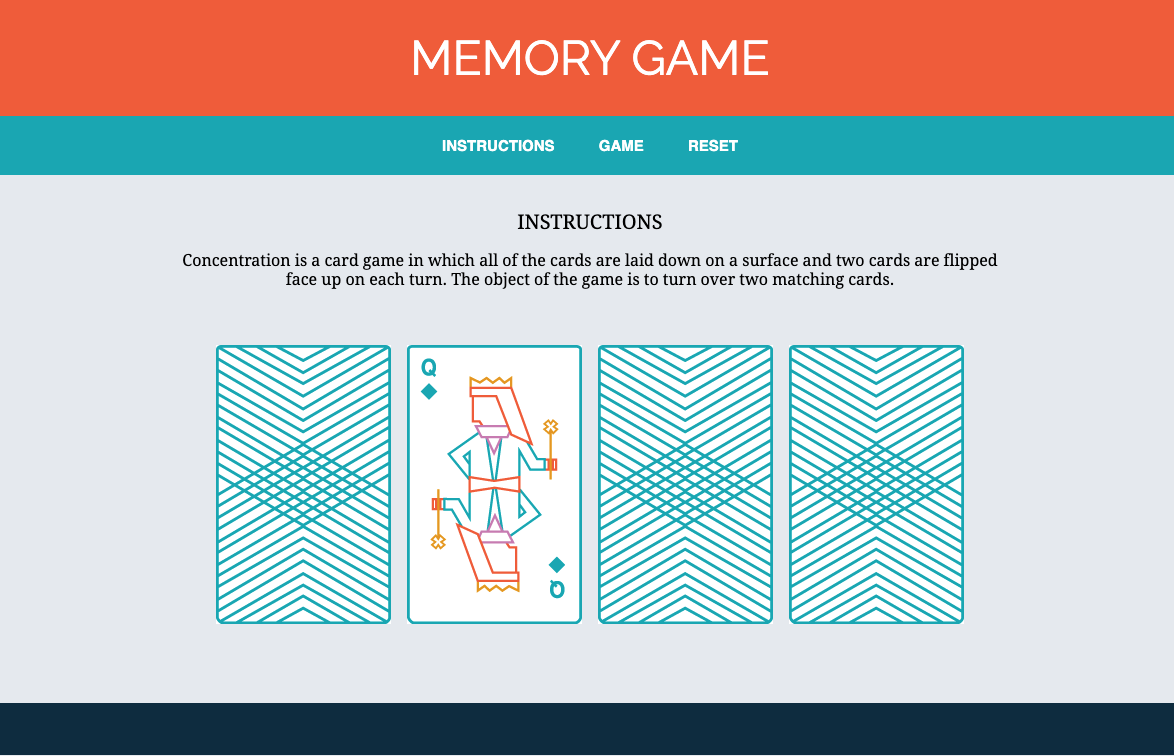 MEMORY GAME
INSTRUCTIONS GAME RESET
INSTRUCTIONS
Concentration is a card game in which all of the cards are laid down on a surface and two cards are flipped
face up on each turn. The object of the game is to turn over two matching cards.
Q
Q